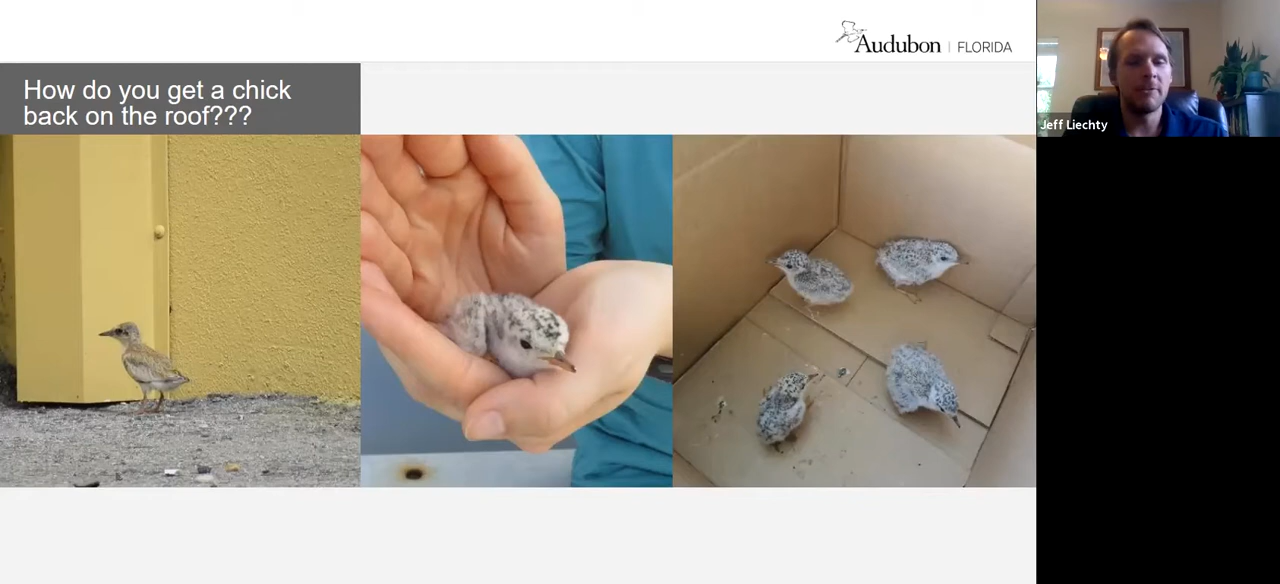 Audubon | FLORIDA
How do you get a chick
back on the roof???
Jeff Liechty